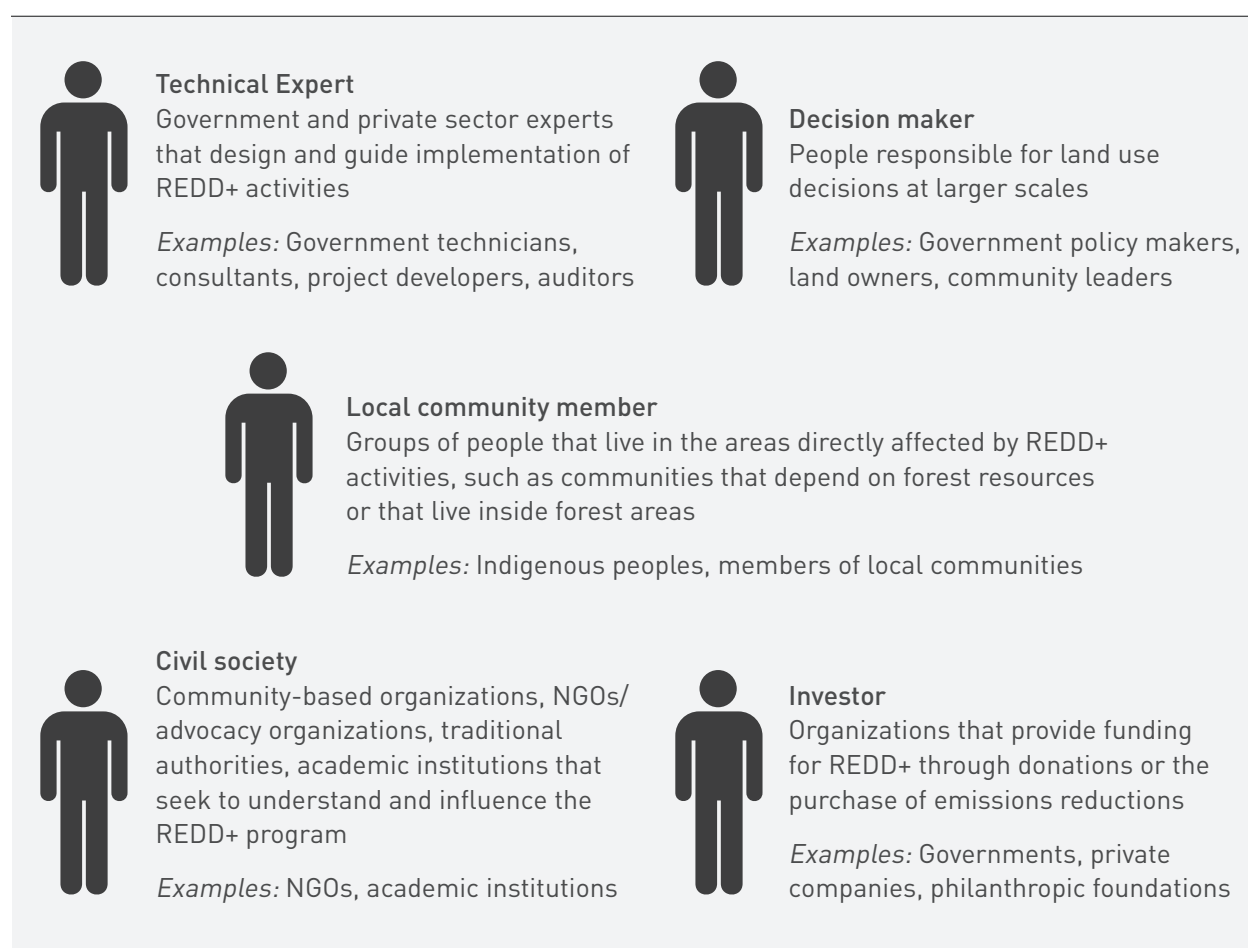 Technical Expert
Government and private sector experts
that design and guide implementation of
REDD+ activities
Examples: Government technicians,
consultants, project developers, auditors
Decision maker
People responsible for land use
decisions at larger scales
Examples: Government policy makers,
land owners, community leaders
Local community member
Groups of people that live in the areas directly affected by REDD+
activities, such as communities that depend on forest resources
or that live inside forest areas
Examples: Indigenous peoples, members of local communities
Civil society
Community-based organizations, NGOs/
advocacy organizations, traditional
authorities, academic institutions that
seek to understand and influence the
REDD+ program
Examples: NGOs, academic institutions
Investor
Organizations that provide funding
for REDD+ through donations or the
purchase of emissions reductions
Examples: Governments, private
companies, philanthropic foundations